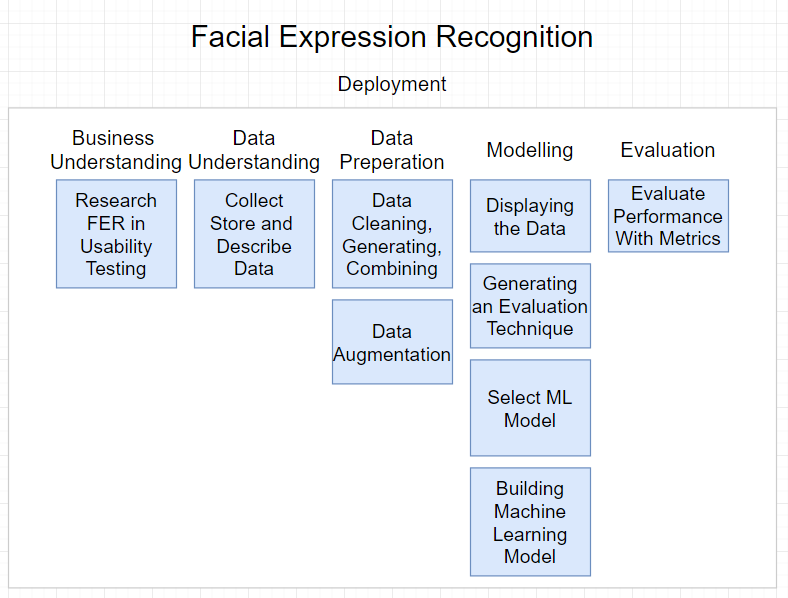 Facial Expression Recognition
Deployment
Business
Understanding
Research
FER in
Usability
Testing
Data
Understanding
Collect
Store and
Describe
Data
Data
Preperation
Data
Cleaning,
Generating,
Combining
Data
Augmentation
Modelling
Displaying
the Data
Generating
an Evaluation
Technique
Select ML
Model
Building
Machine
Learning
Model
Evaluation
Evaluate
Performance
With Metrics